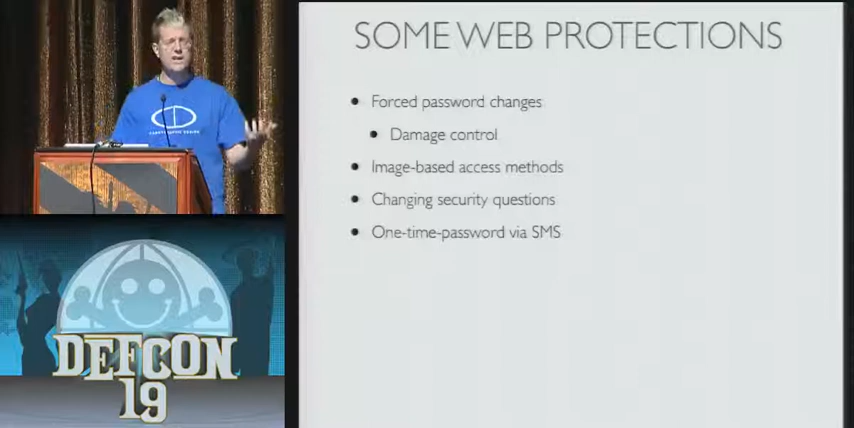 SOME WEB PROTECTIONS
Forced password changes
Damage control
Image-based access methods
Changing security questions
One-time-password via SMS
DEFCON
19